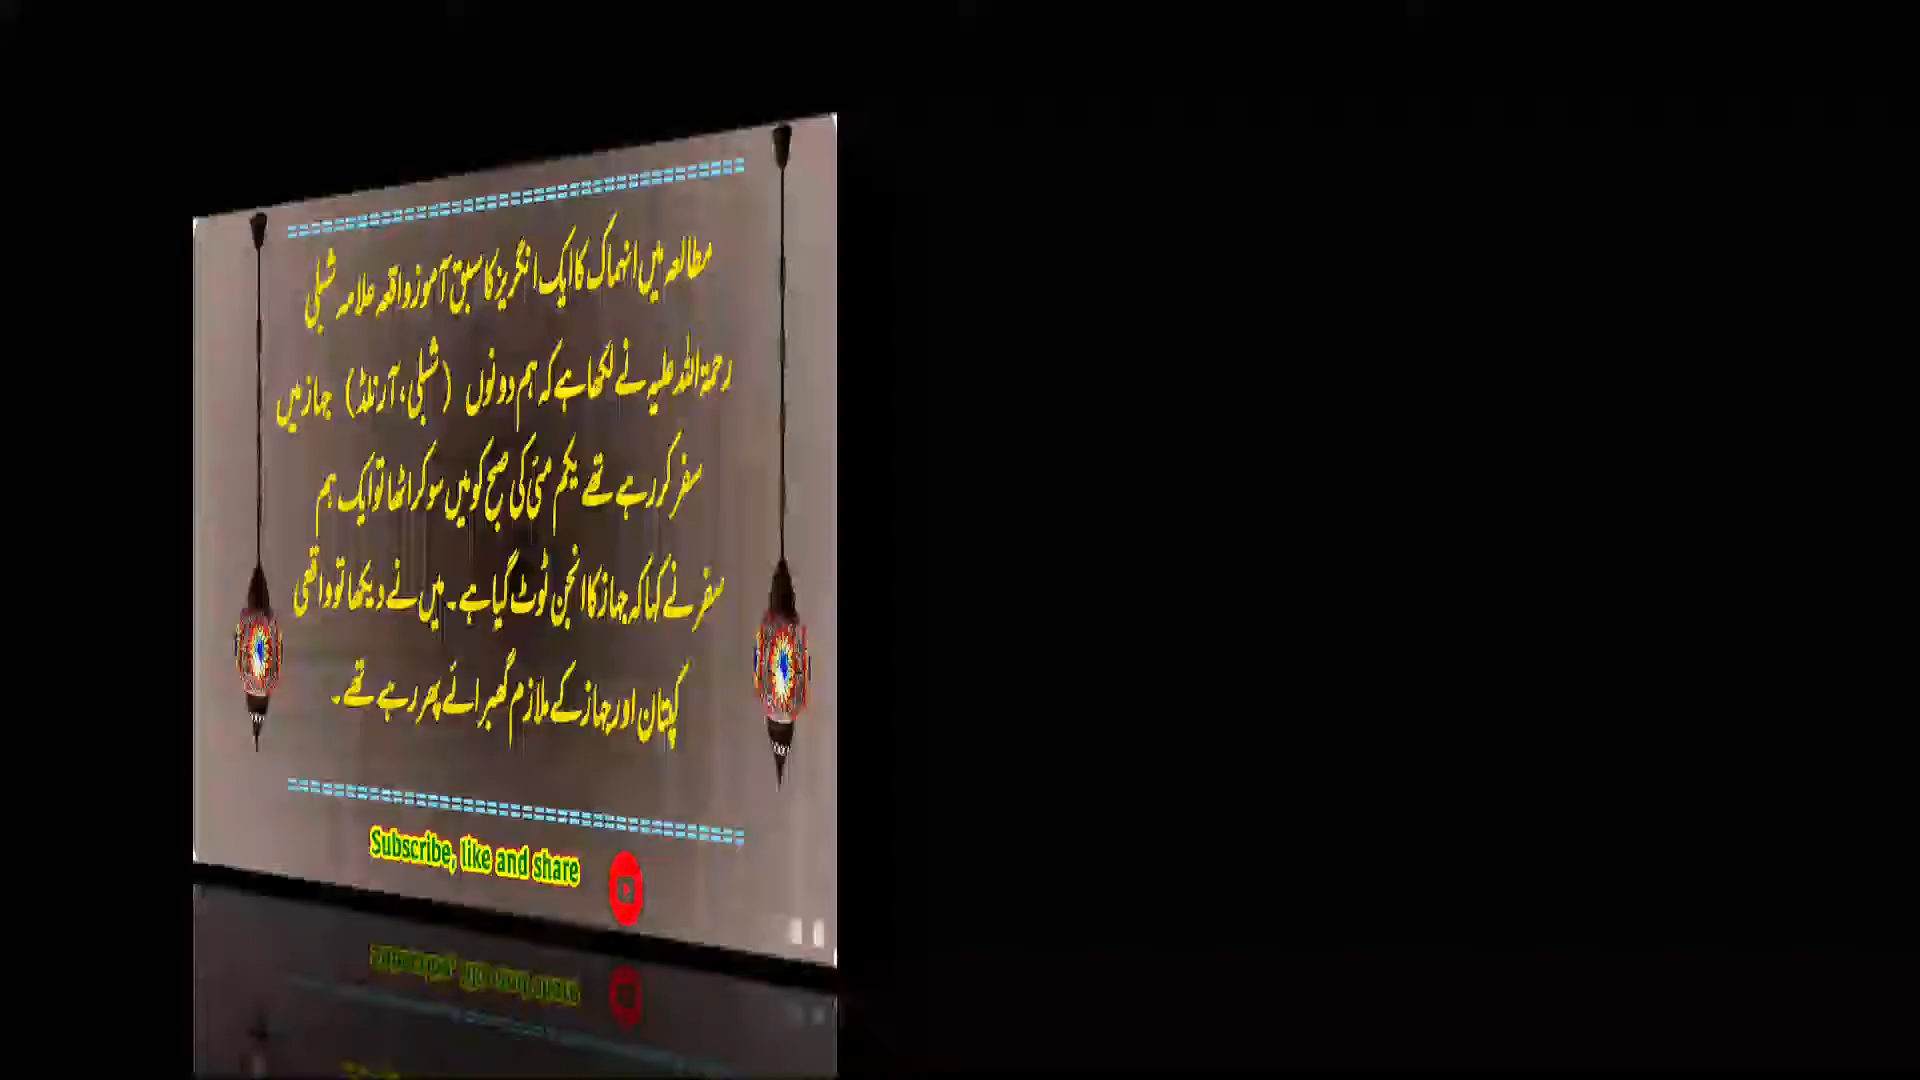 مطالعہ میں انہماک کا ایک انگریز کا سبق آموز واقعہ علامہ شبلی
رحمۃ اللہ علیہ نے لکھا ہے کہ ہم دونوں (شبلی، آرنلڈ) جہاز میں
سفر کر رہے تھے یکم مئی کی صبح کو میں سو کر اٹھا تو ایک ہم
سفر نے کہا کہ جہاز کا انجن ٹوٹ گیا ہے۔ میں نے دیکھا تو واقعی
کپتان اور جہاز کے ملازم گھبرائے پھر رہے تھے۔
Subscribe, like and share